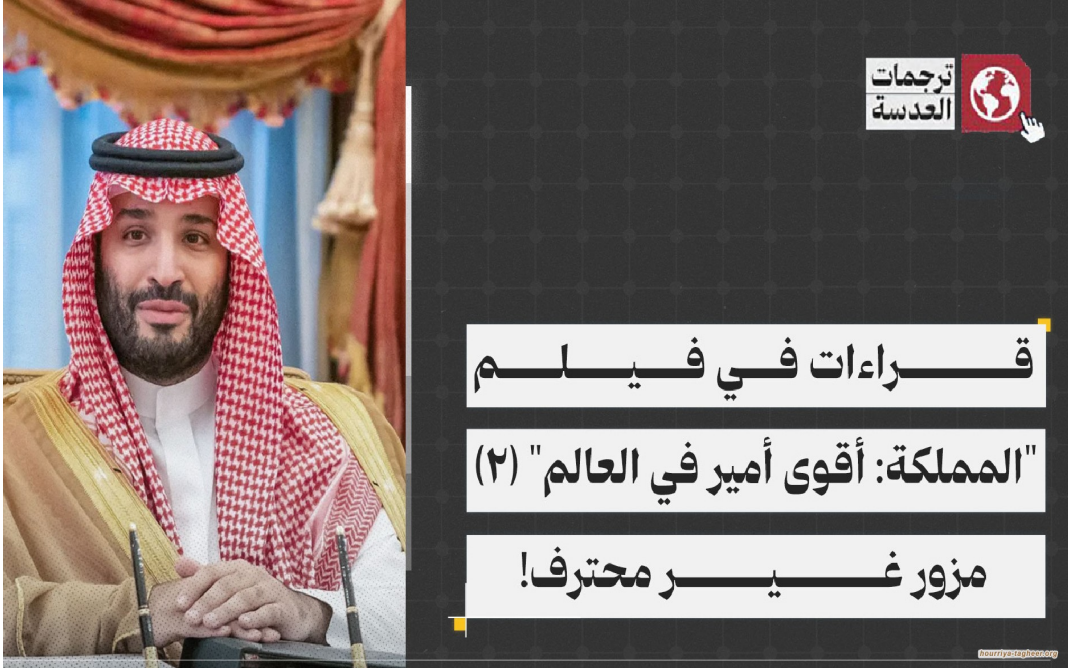 ترجمات
العدسة
قراءات في فيلم
"المملكة: أقوى أمير في العالم" (٢)
مزور غير محترف!
hourriya-tagheer.org